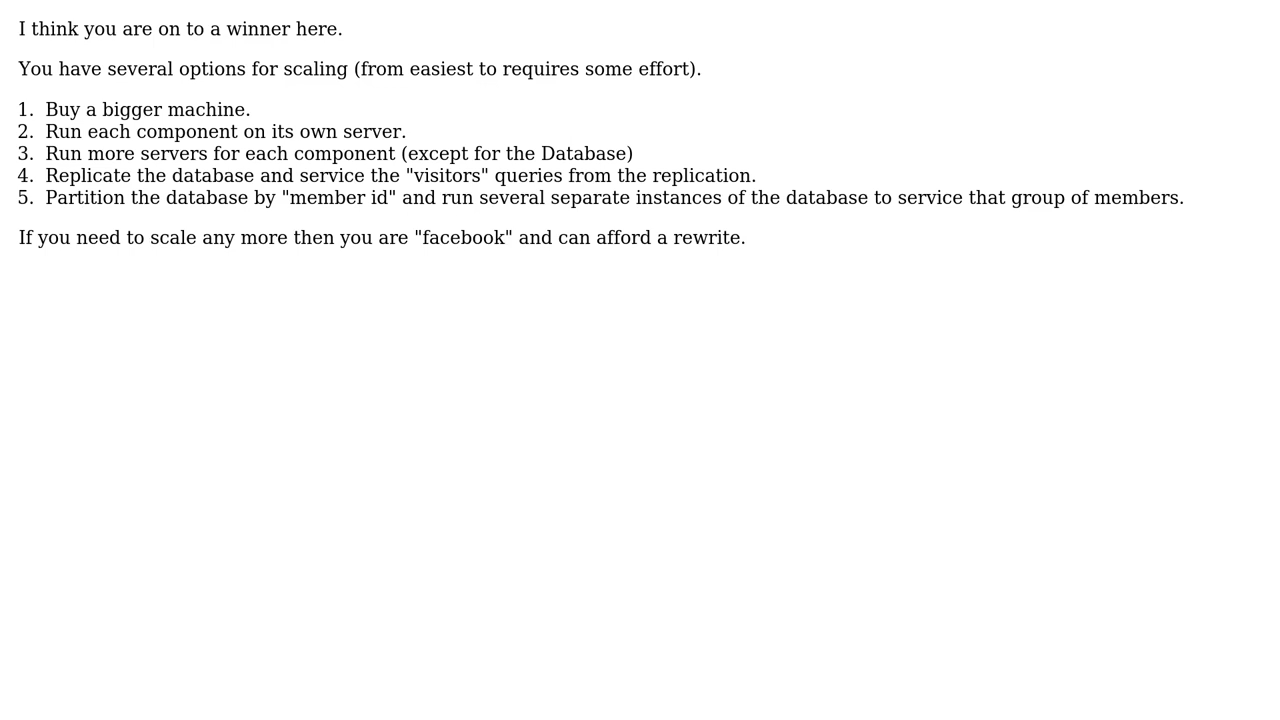 I think you are on to a winner here.
You have several options for scaling (from easiest to requires some effort).
1. Buy a bigger machine.
2. Run each component on its own server.
3. Run more servers for each component (except for the Database)
4. Replicate the database and service the "visitors" queries from the replication.
5. Partition the database by "member id" and run several separate instances of the database to service that group of members.
If you need to scale any more then you are "facebook" and can afford a rewrite.